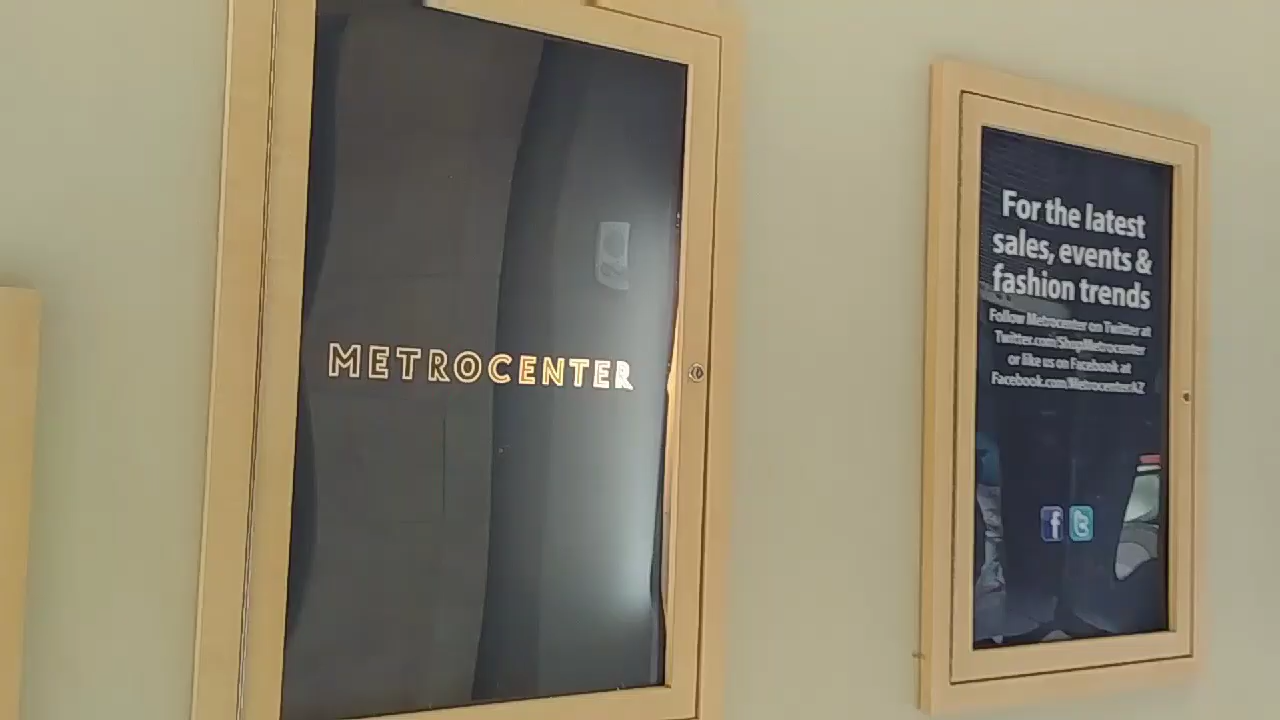 METROCENTER
For the latest
sales, events &
fashion trends
Follow Metrocenter on Twitter at
Twitter.com/ShopMetrocenter
or like us on Facebook at
Facebook.com/MetrocenterAZ
f t